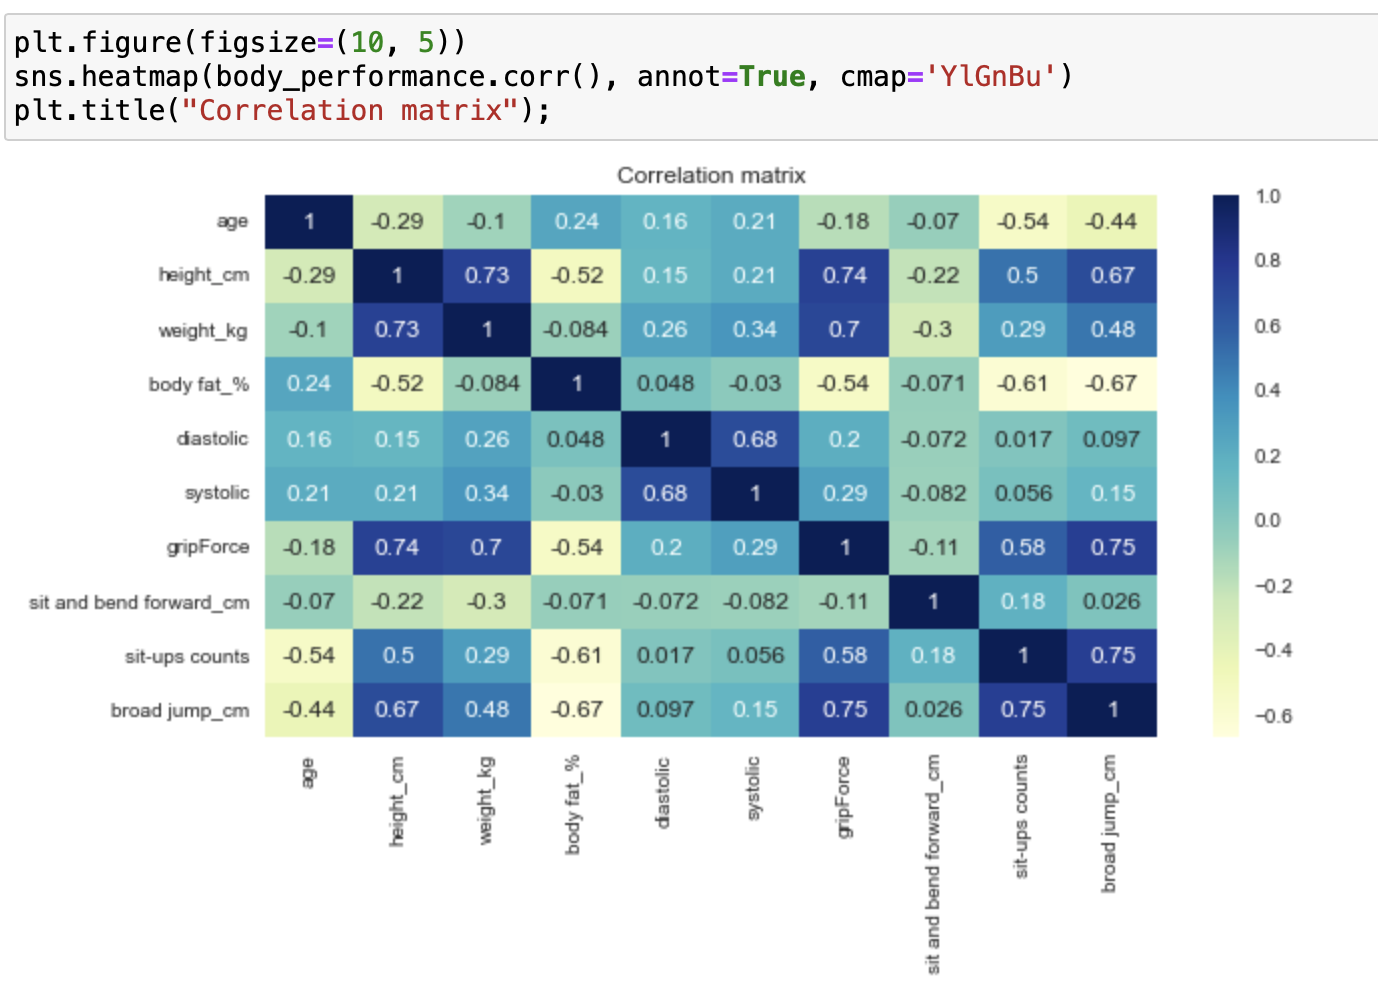 plt.figure(figsize=(10, 5))
sns.heatmap(body_performance.corr(), annot=True, cmap='YlGnBu')
plt.title("Correlation matrix");
Correlation matrix
age 1 -0.29 -0.1 0.24 0.16 0.21 -0.18 -0.07 -0.54 -0.44
height_cm -0.29 1 0.73 -0.52 0.15 0.21 0.74 -0.22 0.5 0.67
weight_kg -0.1 0.73 1 -0.084 0.26 0.34 0.7 -0.3 0.29 0.48
body fat_% 0.24 -0.52 -0.084 1 0.048 -0.03 -0.54 -0.071 -0.61 -0.67
diastolic 0.16 0.15 0.26 0.048 1 0.68 0.2 -0.072 0.017 0.097
systolic 0.21 0.21 0.34 -0.03 0.68 1 0.29 -0.082 0.056 0.15
gripForce -0.18 0.74 0.7 -0.54 0.2 0.29 1 -0.11 0.58 0.75
sit and bend forward_cm -0.07 -0.22 -0.3 -0.071 -0.072 -0.082 -0.11 1 0.18 0.026
sit-ups counts -0.54 0.5 0.29 -0.61 0.017 0.056 0.58 0.18 1 0.75
broad jump_cm -0.44 0.67 0.48 -0.67 0.097 0.15 0.75 0.026 0.75 1
age
height_cm
weight_kg
body fat_%
diastolic
systolic
gripForce
sit and bend forward_cm
sit-ups counts
broad jump_cm
1.0
0.8
0.6
0.4
0.2
0.0
−0.2
−0.4
−0.6